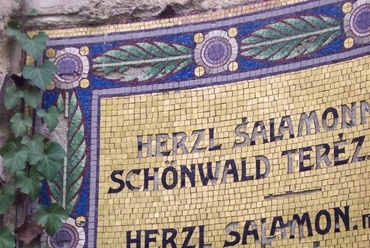 HERZL SALAMONN
SCHÖNWALD TERÉZ
HERZL SALAMON.